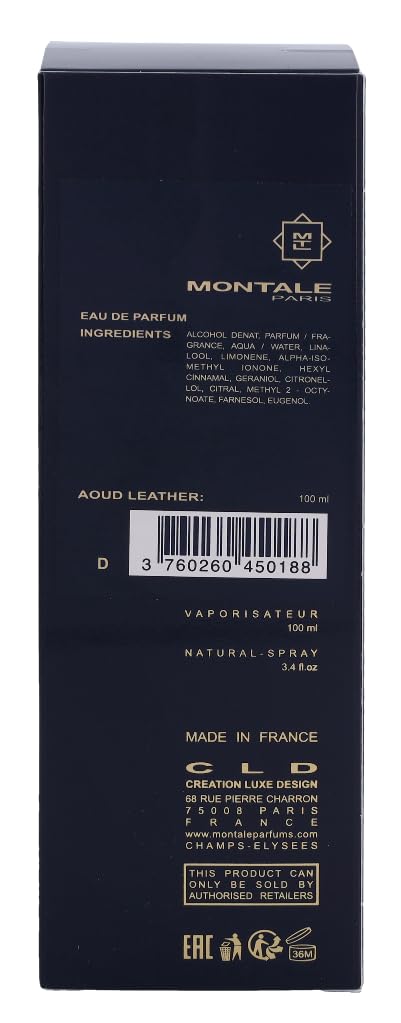 MTL
MONTALE
PARIS
EAU DE PARFUM
INGREDIENTS
ALCOHOL DENAT, PARFUM / FRA-
GRANCE, AQUA / WATER, LINA-
LOOL, LIMONENE, ALPHA-ISO-
METHYL IONONE, HEXYL
CINNAMAL, GERANIOL, CITRONEL-
LOL, CITRAL, METHYL 2 - OCTY-
NOATE, FARNESOL, EUGENOL.
AOUD LEATHER: 100 ml
D 3 760260 450188
VAPORISATEUR
100 ml
NATURAL-SPRAY
3.4 fl.oz
MADE IN FRANCE
CLD
CREATION LUXE DESIGN
68 RUE PIERRE CHARRON
75008 PARIS
FRANCE
www.montaleparfums.com
CHAMPS-ELYSEES
THIS PRODUCT CAN
ONLY BE SOLD BY
AUTHORISED RETAILERS
EAC 36M